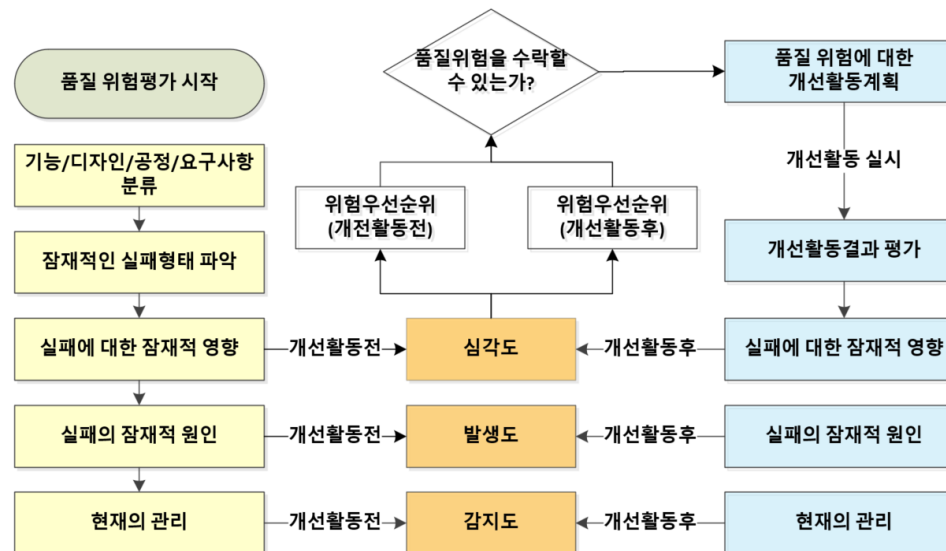 품질 위험평가 시작
기능/디자인/공정/요구사항
분류
잠재적인 실패형태 파악
실패에 대한 잠재적 영향
실패의 잠재적 원인
현재의 관리
개선활동전
개선활동전
개선활동전
품질위험을 수락할
수 있는가?
위험우선순위
(개전활동전)
위험우선순위
(개선활동후)
심각도
발생도
감지도
개선활동후
개선활동후
개선활동후
품질 위험에 대한
개선활동계획
개선활동 실시
개선활동결과 평가
실패에 대한 잠재적 영향
실패의 잠재적 원인
현재의 관리